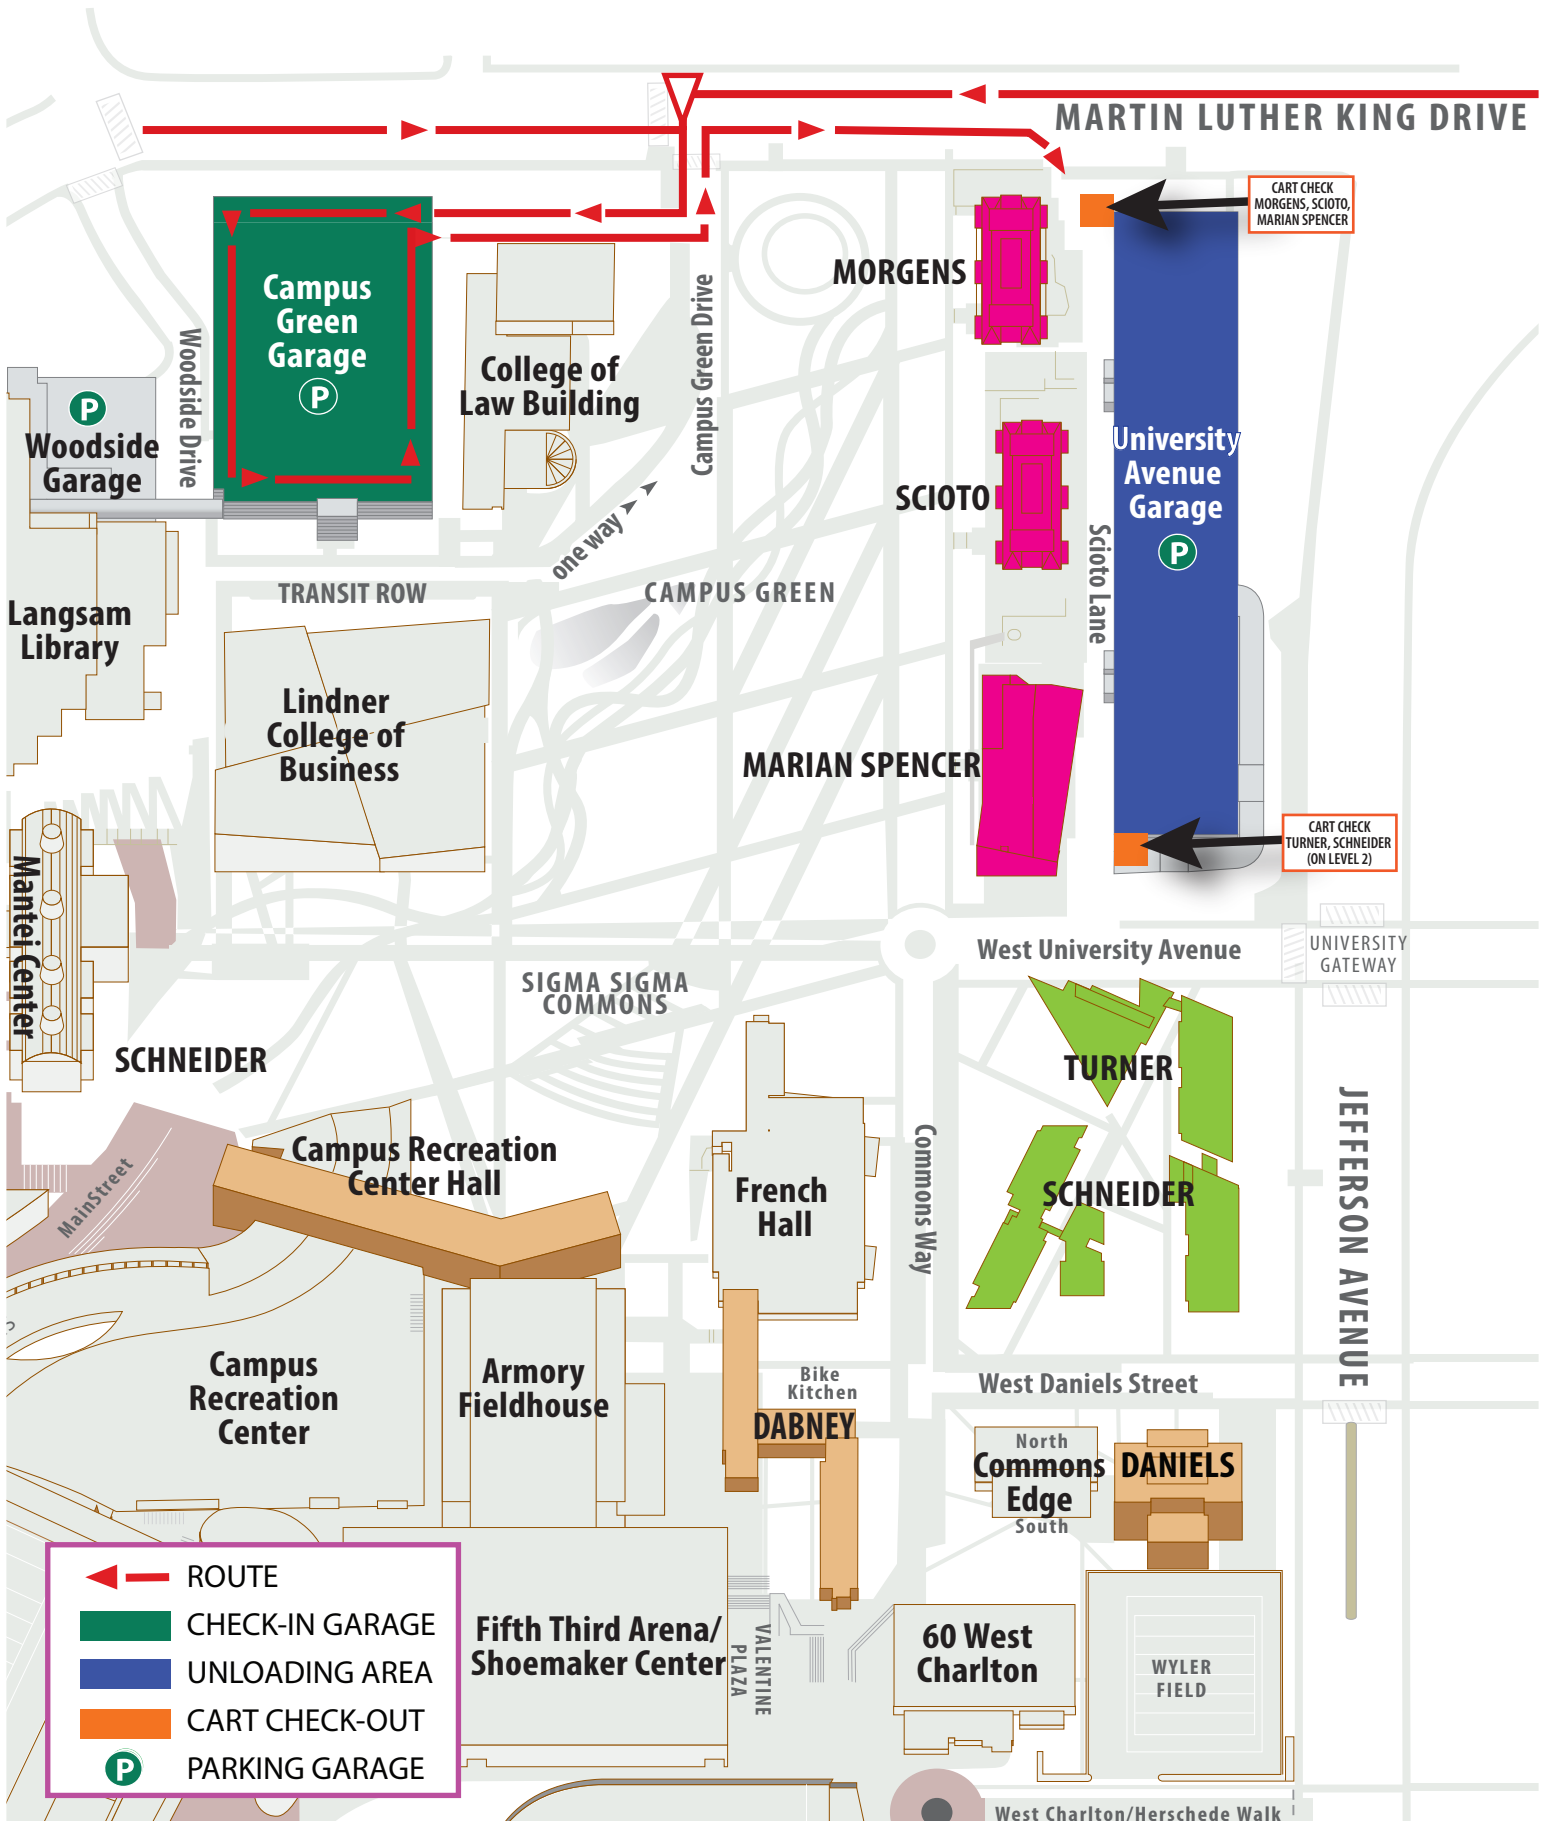 MARTIN LUTHER KING DRIVE
CART CHECK
MORGENS, SCIOTO,
MARIAN SPENCER
MORGENS
Campus
Green
Garage
P
Woodside Drive
College of
Law Building
Campus Green Drive
P
Woodside
Garage
University
Avenue
Garage
P
SCIOTO
Scioto Lane
one way
TRANSIT ROW
CAMPUS GREEN
Langsam
Library
Lindner
College of
Business
MARIAN SPENCER
CART CHECK
TURNER, SCHNEIDER
(ON LEVEL 2)
Mantei Center
West University Avenue
UNIVERSITY
GATEWAY
SIGMA SIGMA
COMMONS
SCHNEIDER
TURNER
Campus Recreation
Center Hall
MainStreet
French
Hall
Commons Way
SCHNEIDER
JEFFERSON AVENUE
Campus
Recreation
Center
Armory
Fieldhouse
Bike
Kitchen
DABNEY
West Daniels Street
North
Commons
Edge
South
DANIELS
ROUTE
CHECK-IN GARAGE
UNLOADING AREA
CART CHECK-OUT
P
PARKING GARAGE
Fifth Third Arena/
Shoemaker Center
VALENTINE
PLAZA
60 West
Charlton
WYLER
FIELD
West Charlton/Herschede Walk